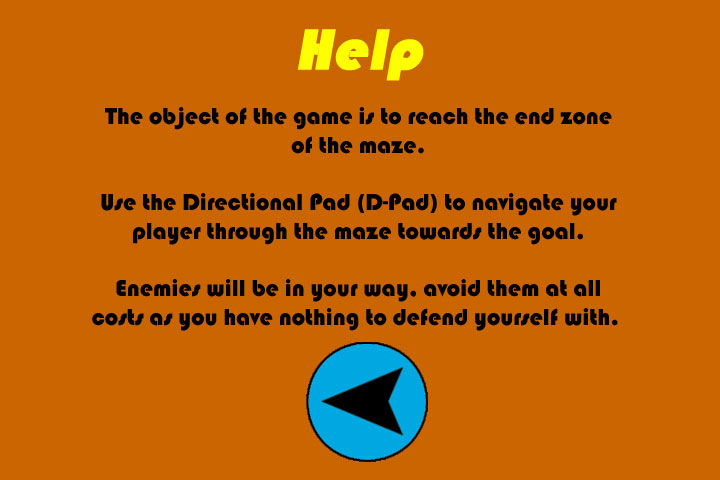 Help
The object of the game is to reach the end zone
of the maze.
Use the Directional Pad (D-Pad) to navigate your
player through the maze towards the goal.
Enemies will be in your way, avoid them at all
costs as you have nothing to defend yourself with.